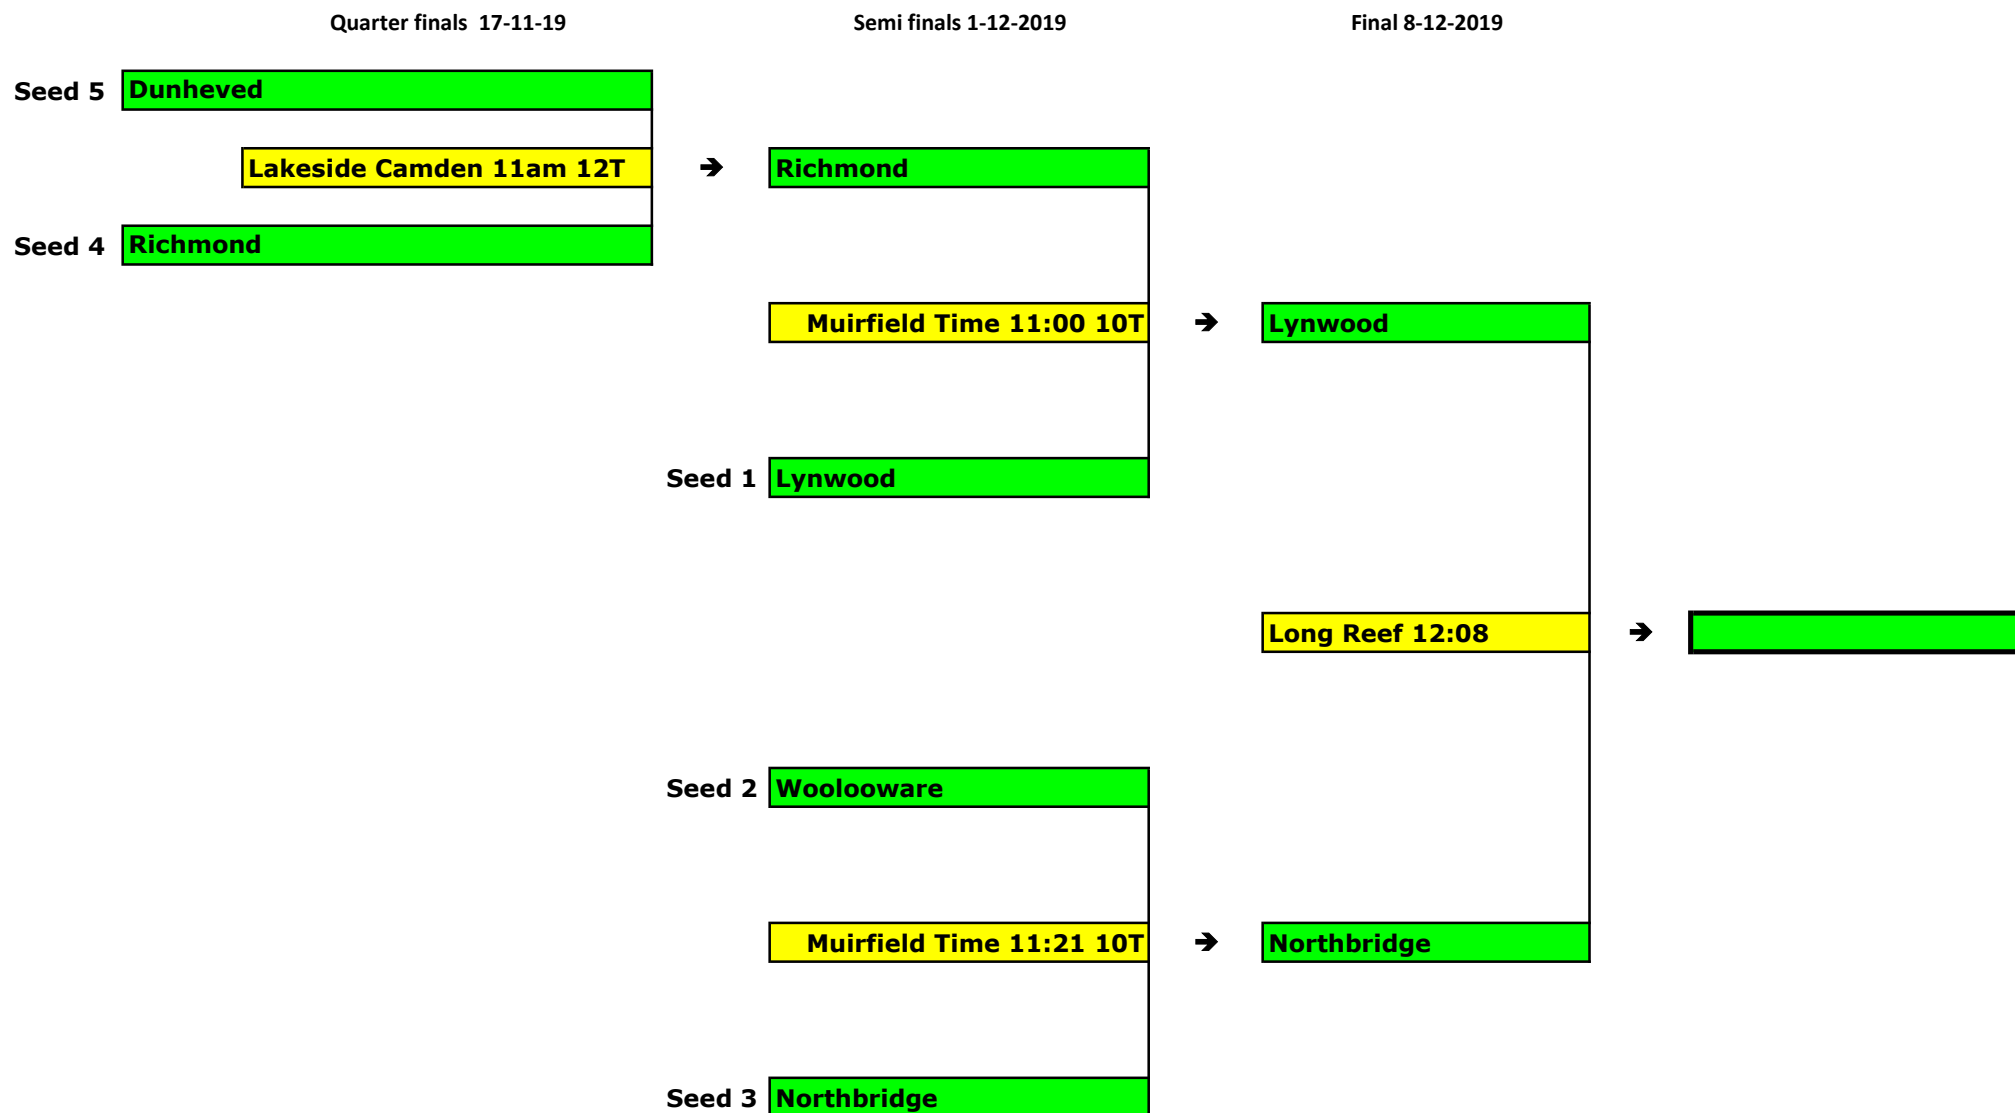 Quarter finals 17-11-19 Semi finals 1-12-2019 Final 8-12-2019
Seed 5 Dunheved
Lakeside Camden 11am 12T ➔ Richmond
Seed 4 Richmond
Muirfield Time 11:00 10T ➔ Lynwood
Seed 1 Lynwood
Long Reef 12:08 ➔
Seed 2 Woolooware
Muirfield Time 11:21 10T ➔ Northbridge
Seed 3 Northbridge